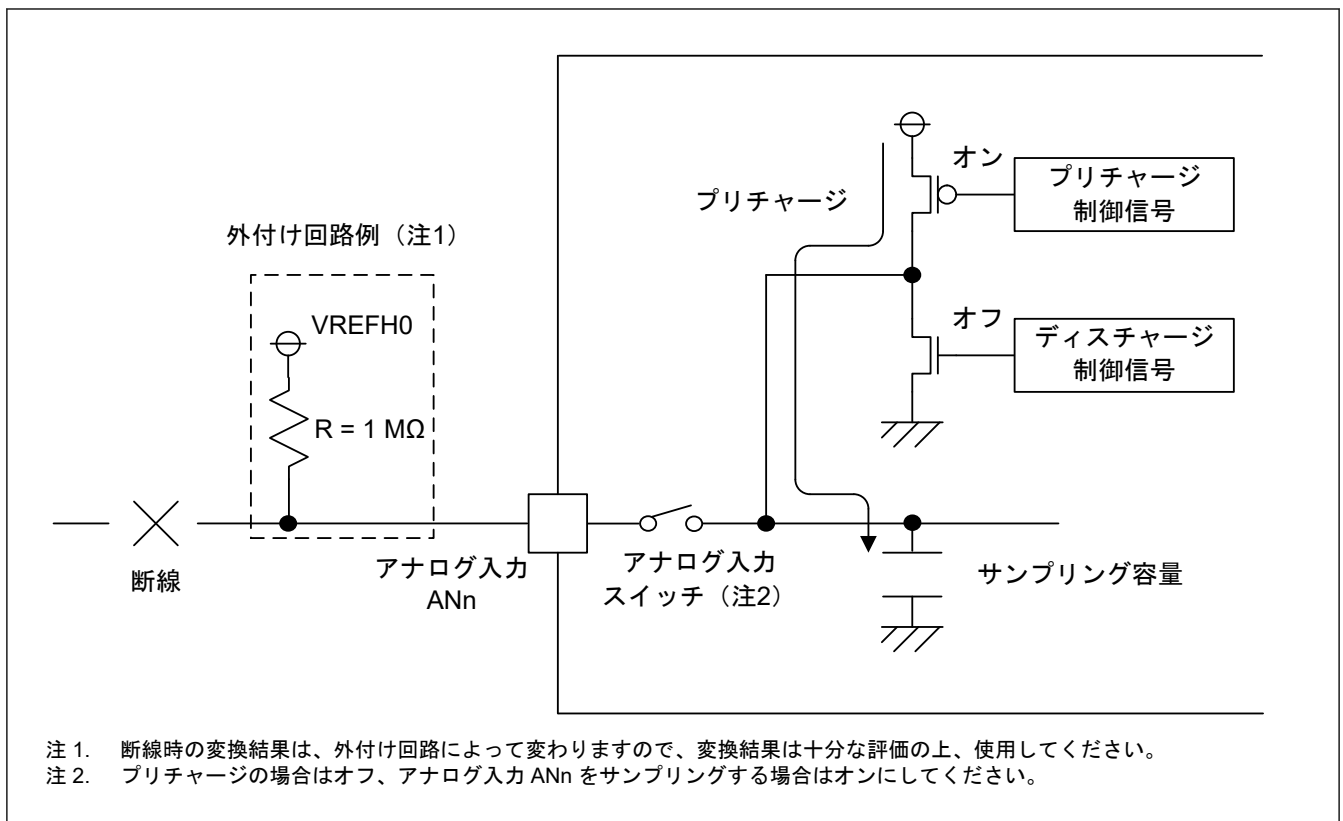 オン
プリチャージ
制御信号
プリチャージ
外付け回路例（注1）
VREFH0
オフ
ディスチャージ
制御信号
R = 1 MΩ
断線
アナログ入力
ANn
アナログ入力
スイッチ（注2）
サンプリング容量
注 1. 断線時の変換結果は、外付け回路によって変わりますので、変換結果は十分な評価の上、使用してください。
注 2. プリチャージの場合はオフ、アナログ入力 ANn をサンプリングする場合はオンにしてください。